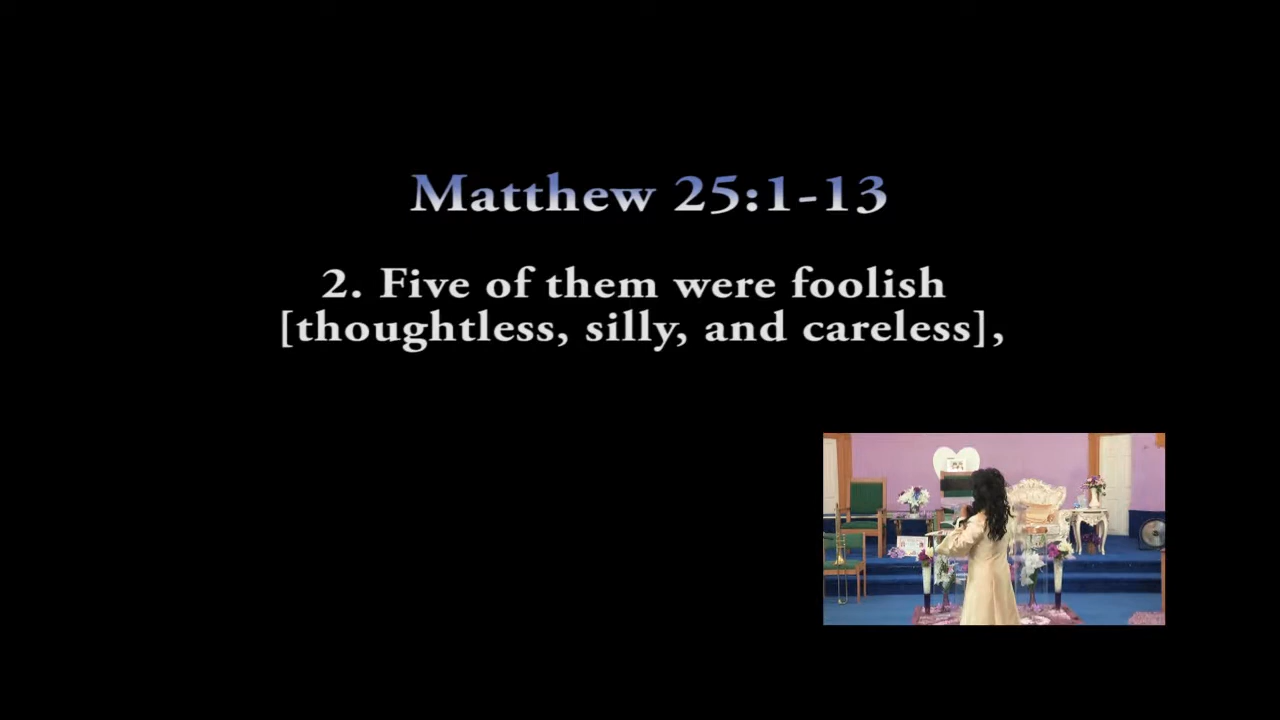 Matthew 25:1-13
2. Five of them were foolish
[thoughtless, silly, and careless],